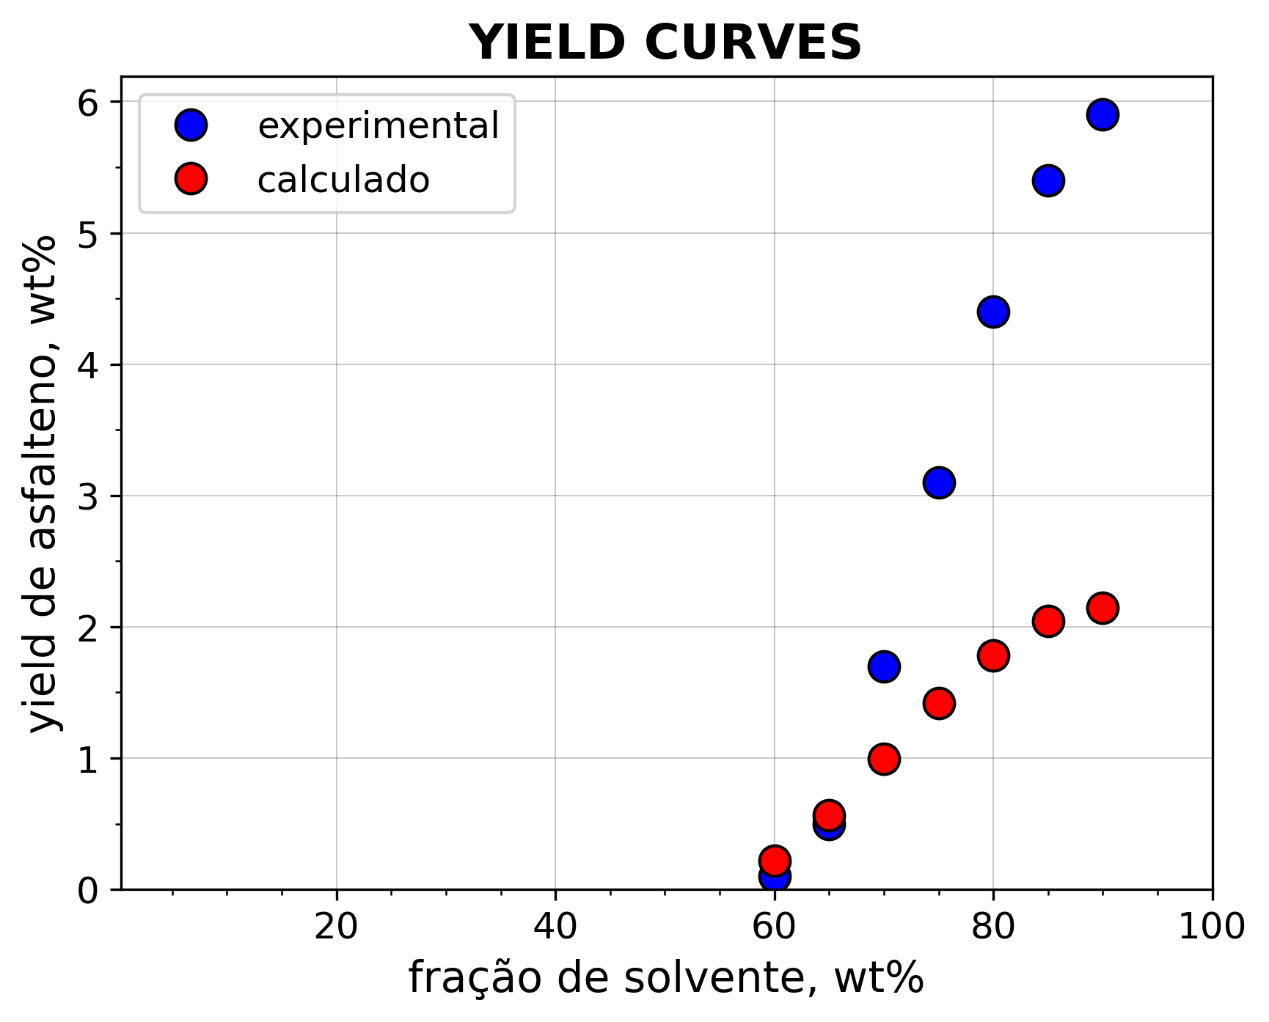 YIELD CURVES
experimental
calculado
yield de asfalteno, wt%
6
5
4
3
2
1
0
20 40 60 80 100
fração de solvente, wt%